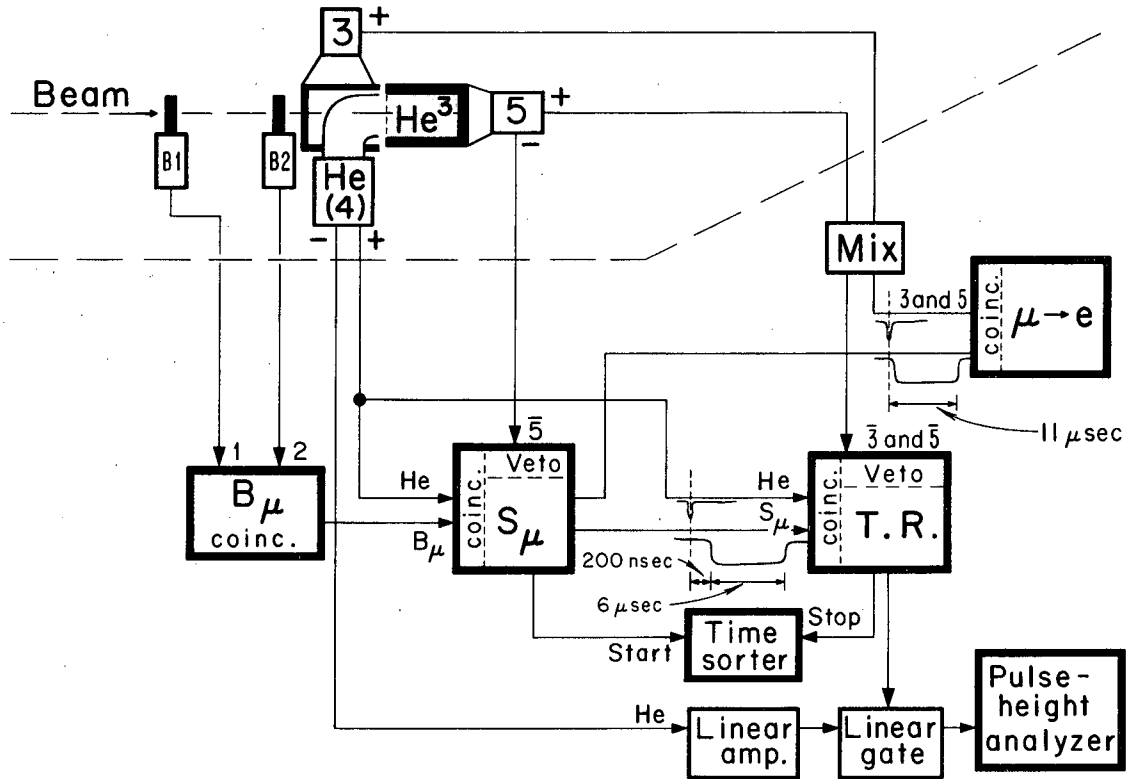 3
+
Beam
He³
5
+
-
B1
B2
He
(4)
-
+
Mix
3 and 5
coinc.
μ → e
11 μsec
5̅
3̅ and 5̅
1
2
B_μ
coinc.
He
B_μ
coinc.
Veto
S_μ
He
S_μ
coinc.
Veto
T.R.
200 nsec
6 μsec
Start
Time
sorter
Stop
He
Linear
amp.
Linear
gate
Pulse-
height
analyzer